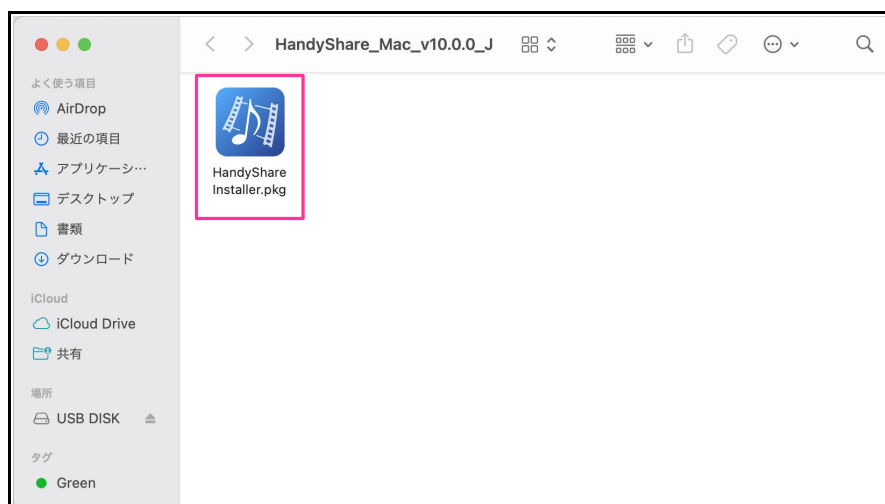 HandyShare_Mac_v10.0.0_J
よく使う項目
AirDrop
最近の項目
アプリケーシ…
デスクトップ
書類
ダウンロード
iCloud
iCloud Drive
共有
場所
USB DISK
タグ
Green
HandyShare
Installer.pkg